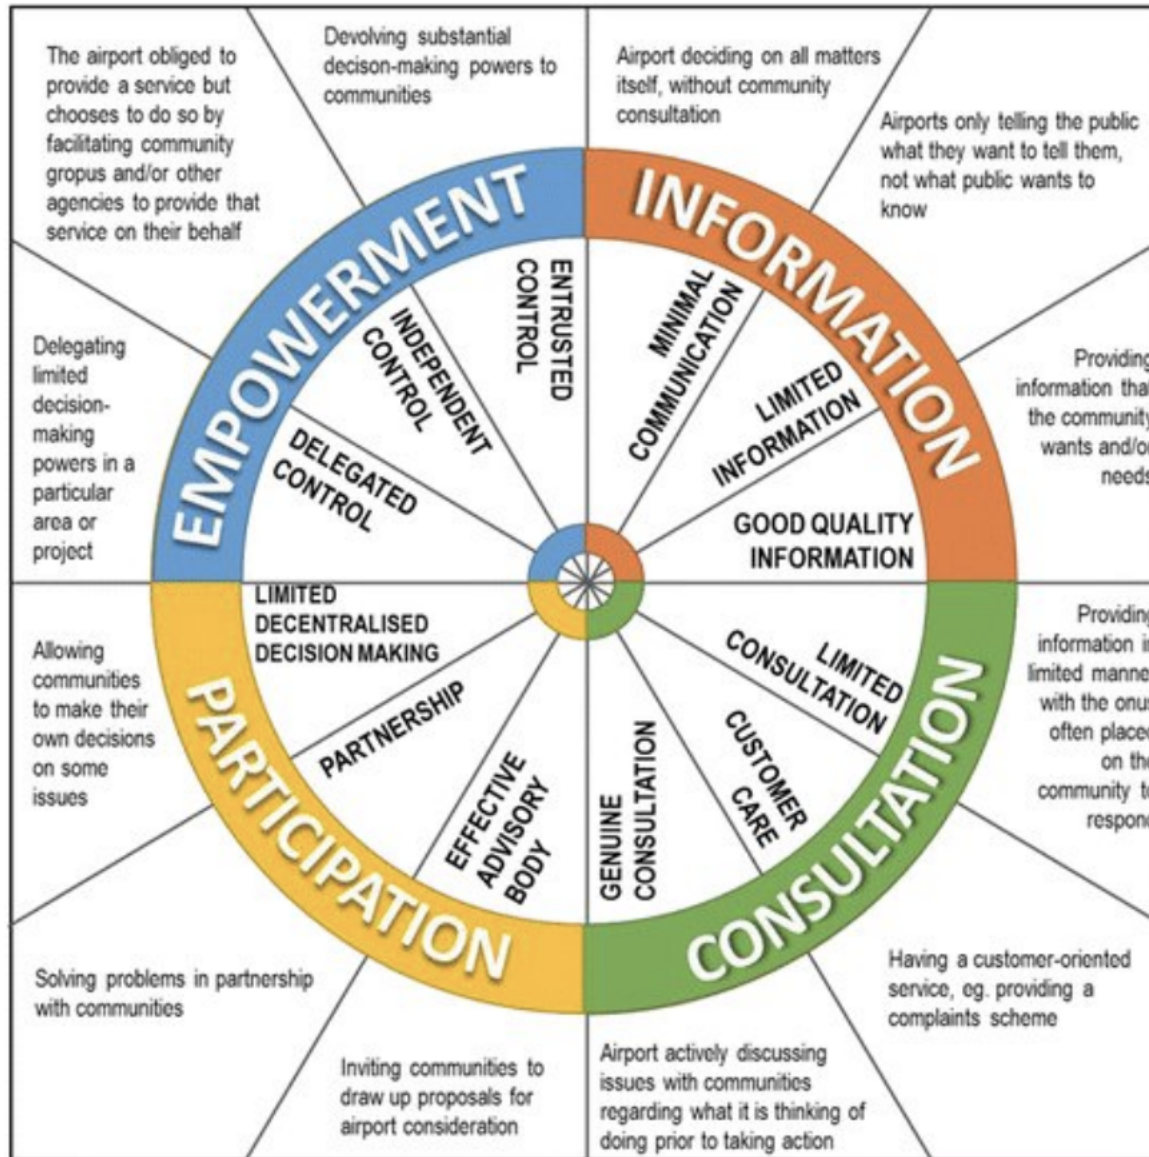 The airport obliged to
provide a service but
chooses to do so by
facilitating community
gropus and/or other
agencies to provide that
service on their behalf
Devolving substantial
decison-making powers to
communities
Airport deciding on all matters
itself, without community
consultation
Airports only telling the public
what they want to tell them,
not what public wants to
know
EMPOWERMENT
INFORMATION
ENTRUSTED
CONTROL
INDEPENDENT
CONTROL
DELEGATED
CONTROL
MINIMAL
COMMUNICATION
LIMITED
INFORMATION
GOOD QUALITY
INFORMATION
Delegating
limited
decision-
making
powers in a
particular
area or
project
Providing
information that
the community
wants and/or
needs
LIMITED
DECENTRALISED
DECISION MAKING
PARTNERSHIP
EFFECTIVE
ADVISORY
BODY
GENUINE
CONSULTATION
CUSTOMER
CARE
LIMITED
CONSULTATION
PARTICIPATION
CONSULTATION
Allowing
communities
to make their
own decisions
on some
issues
Providing
information in
limited manner
with the onus
often placed
on the
community to
respond
Solving problems in partnership
with communities
Inviting communities to
draw up proposals for
airport consideration
Airport actively discussing
issues with communities
regarding what it is thinking of
doing prior to taking action
Having a customer-oriented
service, eg. providing a
complaints scheme